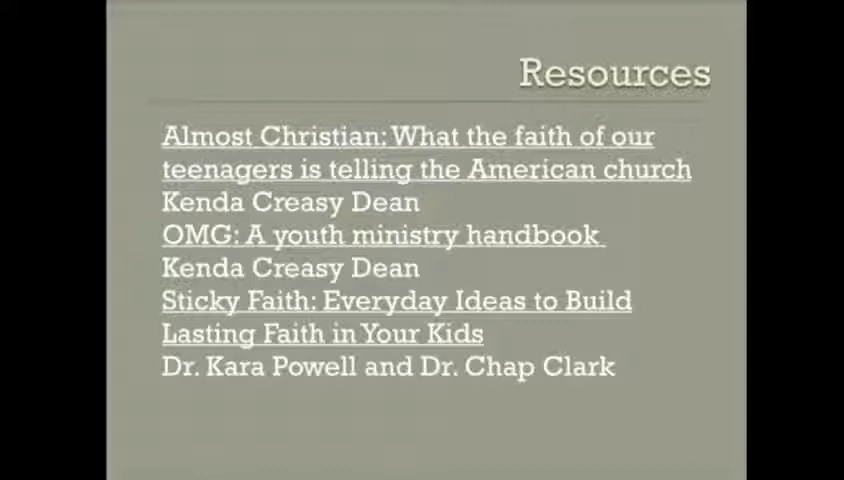 Resources
Almost Christian: What the faith of our
teenagers is telling the American church
Kenda Creasy Dean
OMG: A youth ministry handbook
Kenda Creasy Dean
Sticky Faith: Everyday Ideas to Build
Lasting Faith in Your Kids
Dr. Kara Powell and Dr. Chap Clark